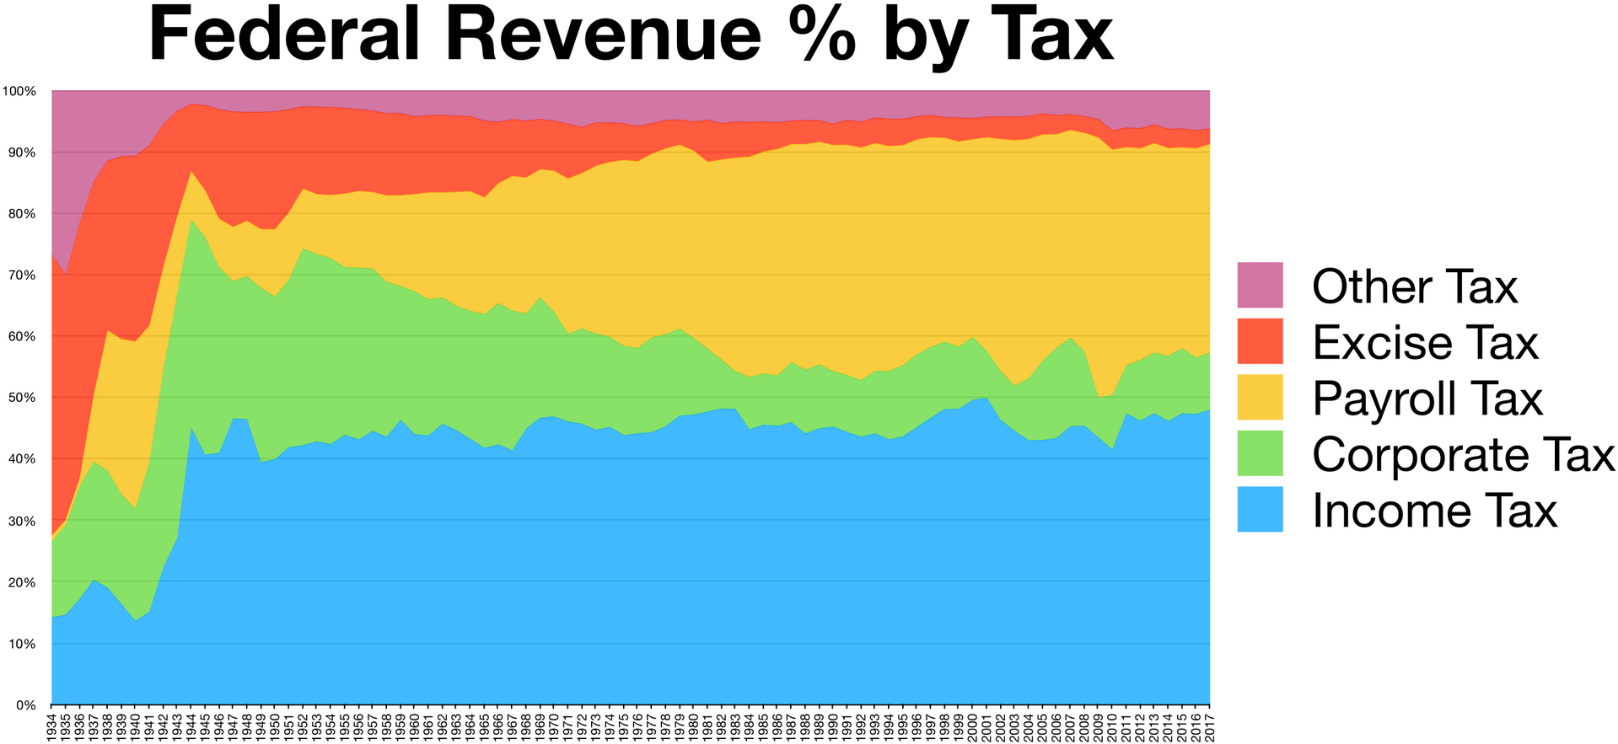 Federal Revenue % by Tax
100%
90%
80%
70%
60%
50%
40%
30%
20%
10%
0%
1934 1935 1936 1937 1938 1939 1940 1941 1942 1943 1944 1945 1946 1947 1948 1949 1950 1951 1952 1953 1954 1955 1956 1957 1958 1959 1960 1961 1962 1963 1964 1965 1966 1967 1968 1969 1970 1971 1972 1973 1974 1975 1976 1977 1978 1979 1980 1981 1982 1983 1984 1985 1986 1987 1988 1989 1990 1991 1992 1993 1994 1995 1996 1997 1998 1999 2000 2001 2002 2003 2004 2005 2006 2007 2008 2009 2010 2011 2012 2013 2014 2015 2016 2017
Other Tax
Excise Tax
Payroll Tax
Corporate Tax
Income Tax